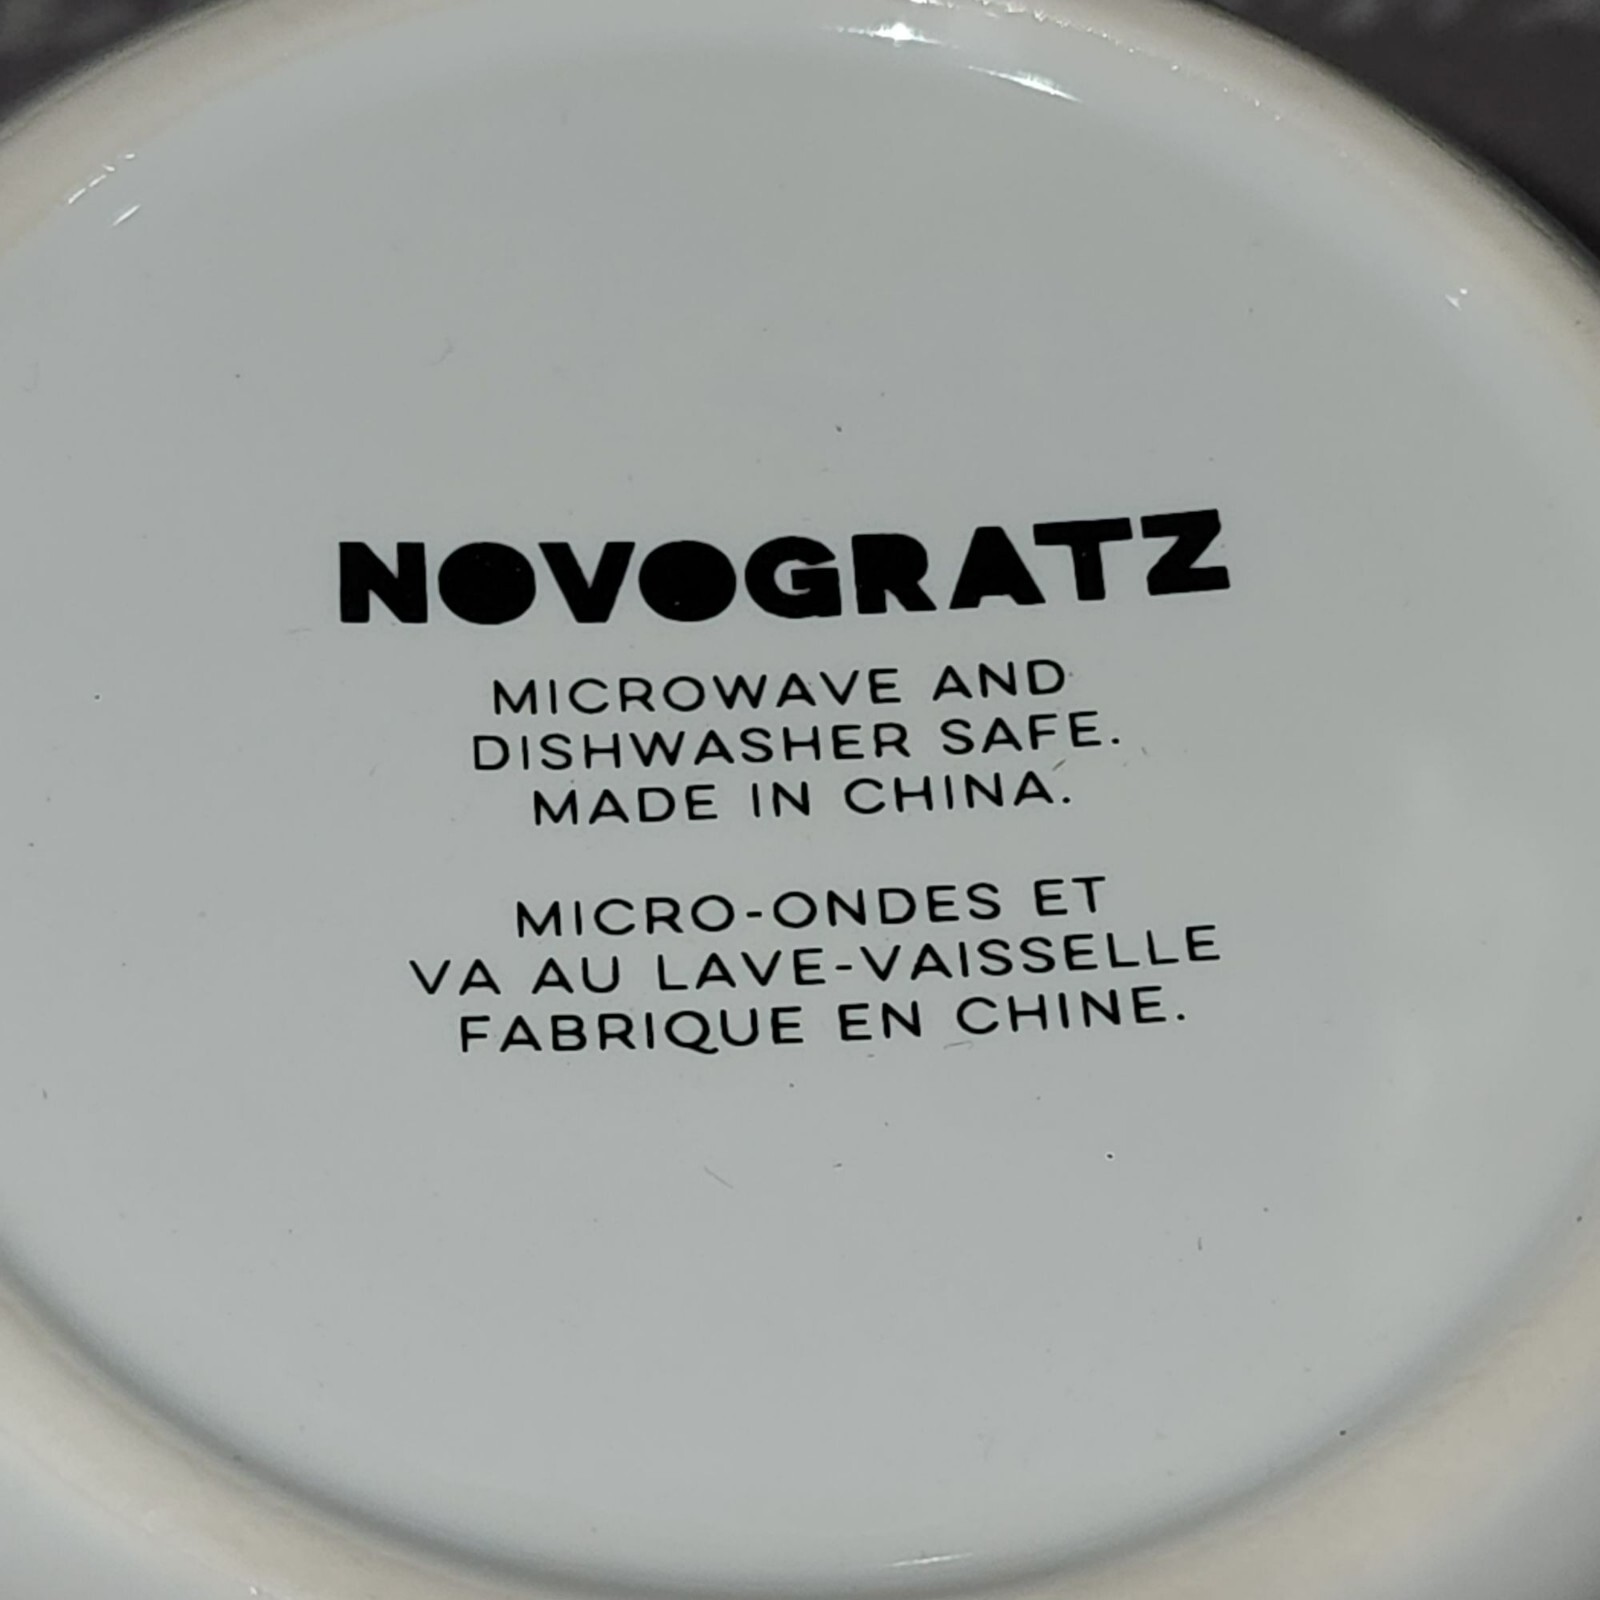 NOVOGRATZ
MICROWAVE AND
DISHWASHER SAFE.
MADE IN CHINA.
MICRO-ONDES ET
VA AU LAVE-VAISSELLE
FABRIQUE EN CHINE.